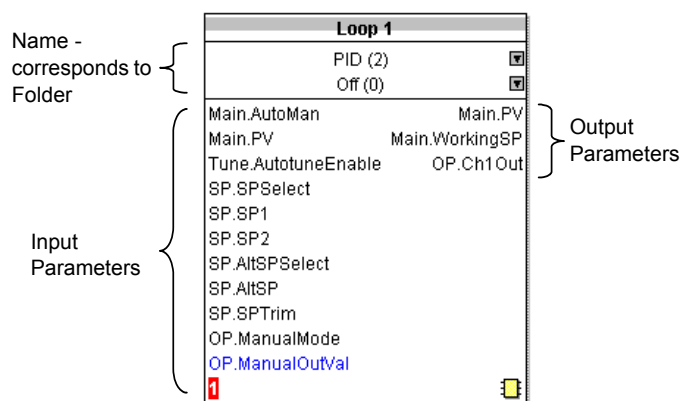 Loop 1
Name -
corresponds to
Folder
PID (2)
Off (0)
Input
Parameters
Main.AutoMan
Main.PV
Tune.AutotuneEnable
SP.SPSelect
SP.SP1
SP.SP2
SP.AltSPSelect
SP.AltSP
SP.SPTrim
OP.ManualMode
OP.ManualOutVal
1
Main.PV
Main.WorkingSP
OP.Ch1Out
Output
Parameters